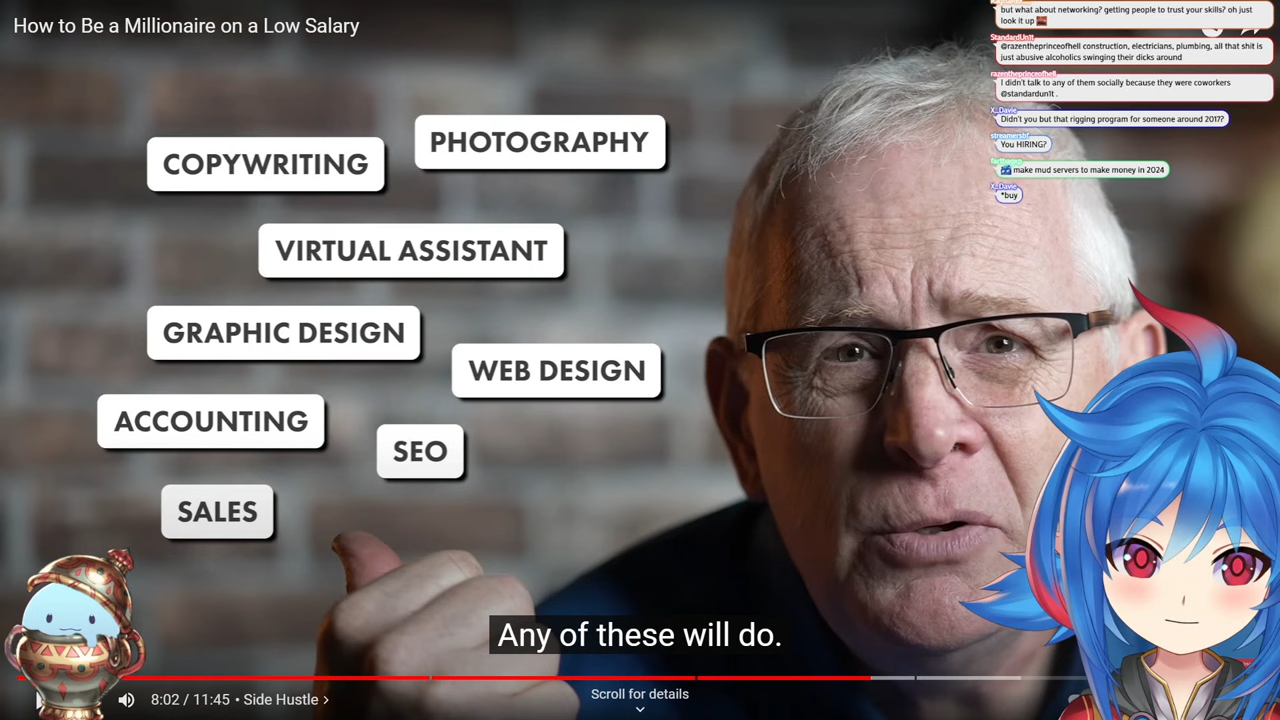 How to Be a Millionaire on a Low Salary
but what about networking? getting people to trust your skills? oh just
look it up
StandardUn1t
@razentheprinceofhell construction, electricians, plumbing, all that shit is
just abusive alcoholics swinging their dicks around
razentheprinceofhell
I didn't talk to any of them socially because they were coworkers
@standardun1t .
X_Davie
Didn't you but that rigging program for someone around 2017?
streamersbf
You HIRING?
make mud servers to make money in 2024
X_Davie
*buy
PHOTOGRAPHY
COPYWRITING
VIRTUAL ASSISTANT
GRAPHIC DESIGN
WEB DESIGN
ACCOUNTING
SEO
SALES
Any of these will do.
8:02 / 11:45 • Side Hustle ›
Scroll for details